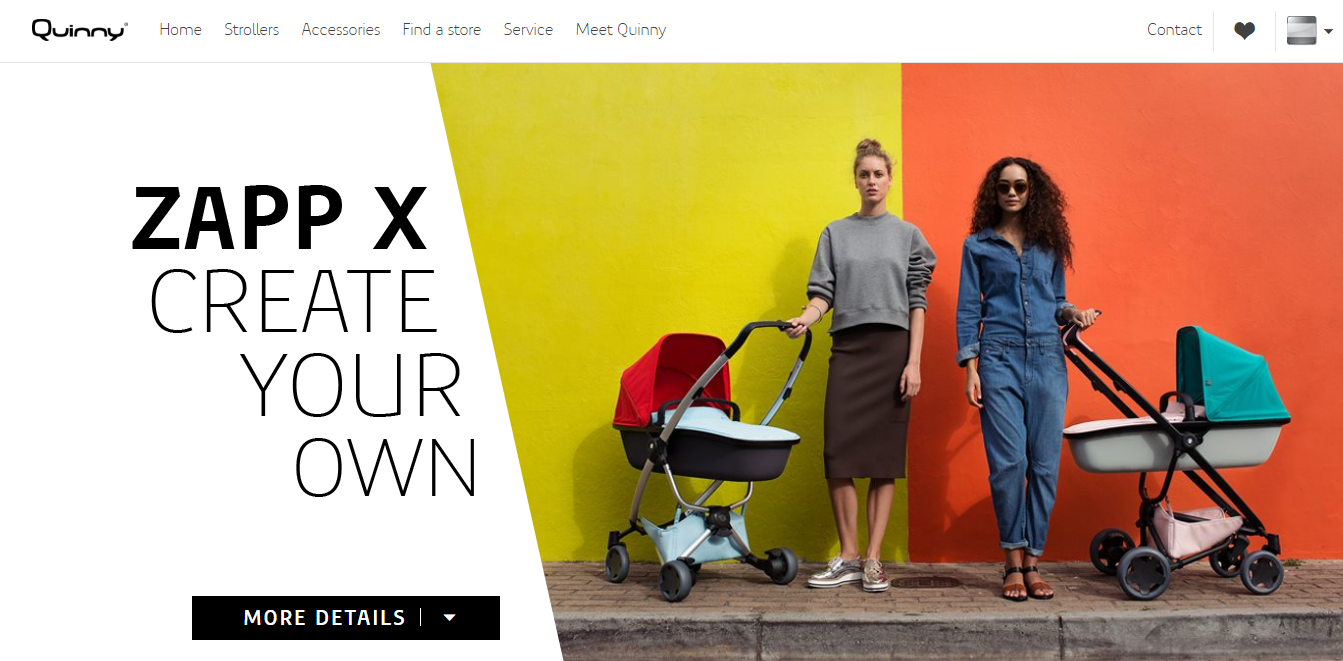 Quinny®
Home Strollers Accessories Find a store Service Meet Quinny Contact
ZAPP X
CREATE
YOUR
OWN
MORE DETAILS